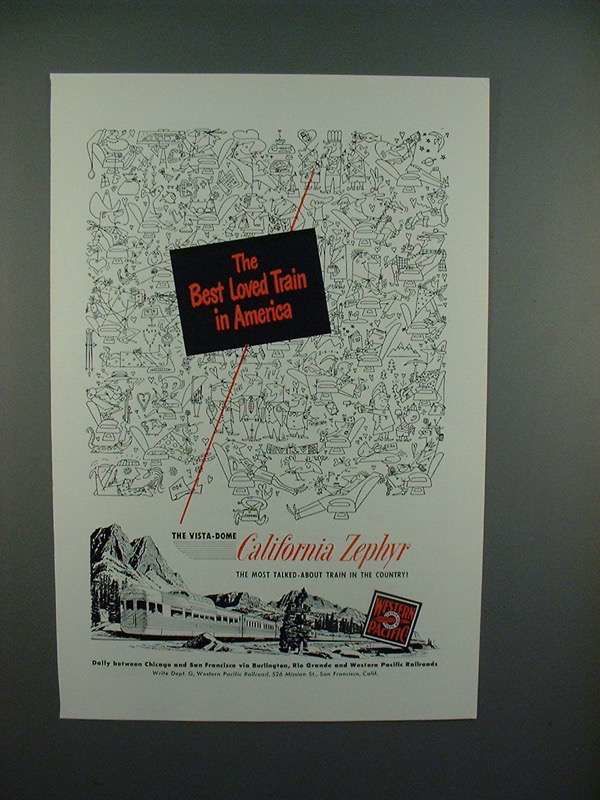 The
Best Loved Train
in America
THE VISTA-DOME
California Zephyr
THE MOST TALKED-ABOUT TRAIN IN THE COUNTRY!
WESTERN
PACIFIC
Daily between Chicago and San Francisco via Burlington, Rio Grande and Western Pacific Railroads
Write Dept. G, Western Pacific Railroad, 526 Mission St., San Francisco, Calif.